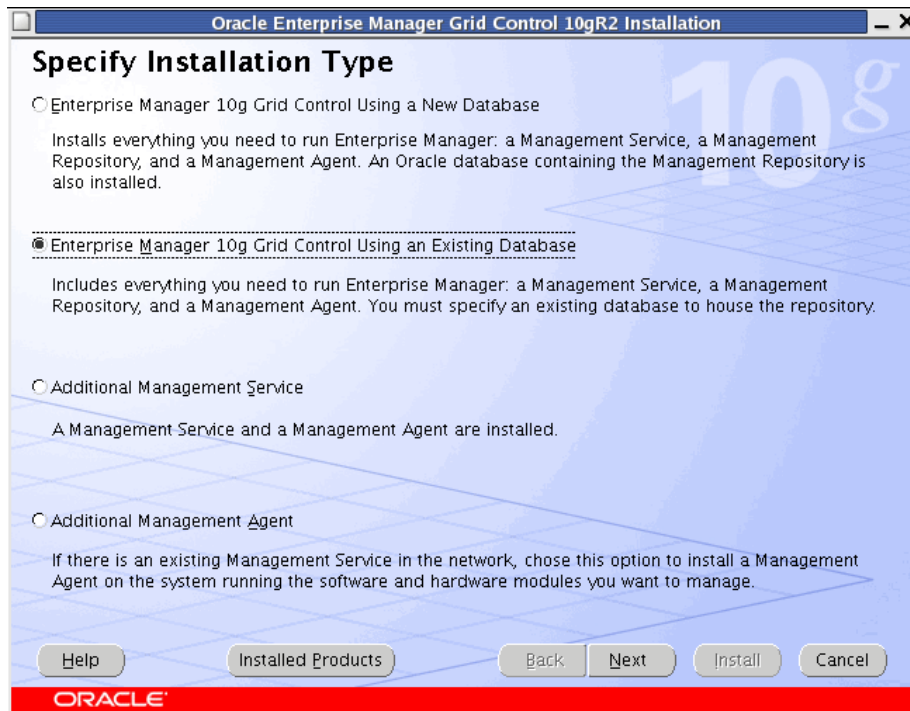 Oracle Enterprise Manager Grid Control 10gR2 Installation
Specify Installation Type
10g
Enterprise Manager 10g Grid Control Using a New Database
Installs everything you need to run Enterprise Manager: a Management Service, a Management
Repository, and a Management Agent. An Oracle database containing the Management Repository is
also installed.
Enterprise Manager 10g Grid Control Using an Existing Database
Includes everything you need to run Enterprise Manager: a Management Service, a Management
Repository, and a Management Agent. You must specify an existing database to house the repository.
Additional Management Service
A Management Service and a Management Agent are installed.
Additional Management Agent
If there is an existing Management Service in the network, chose this option to install a Management
Agent on the system running the software and hardware modules you want to manage.
Help Installed Products Back Next Install Cancel
ORACLE